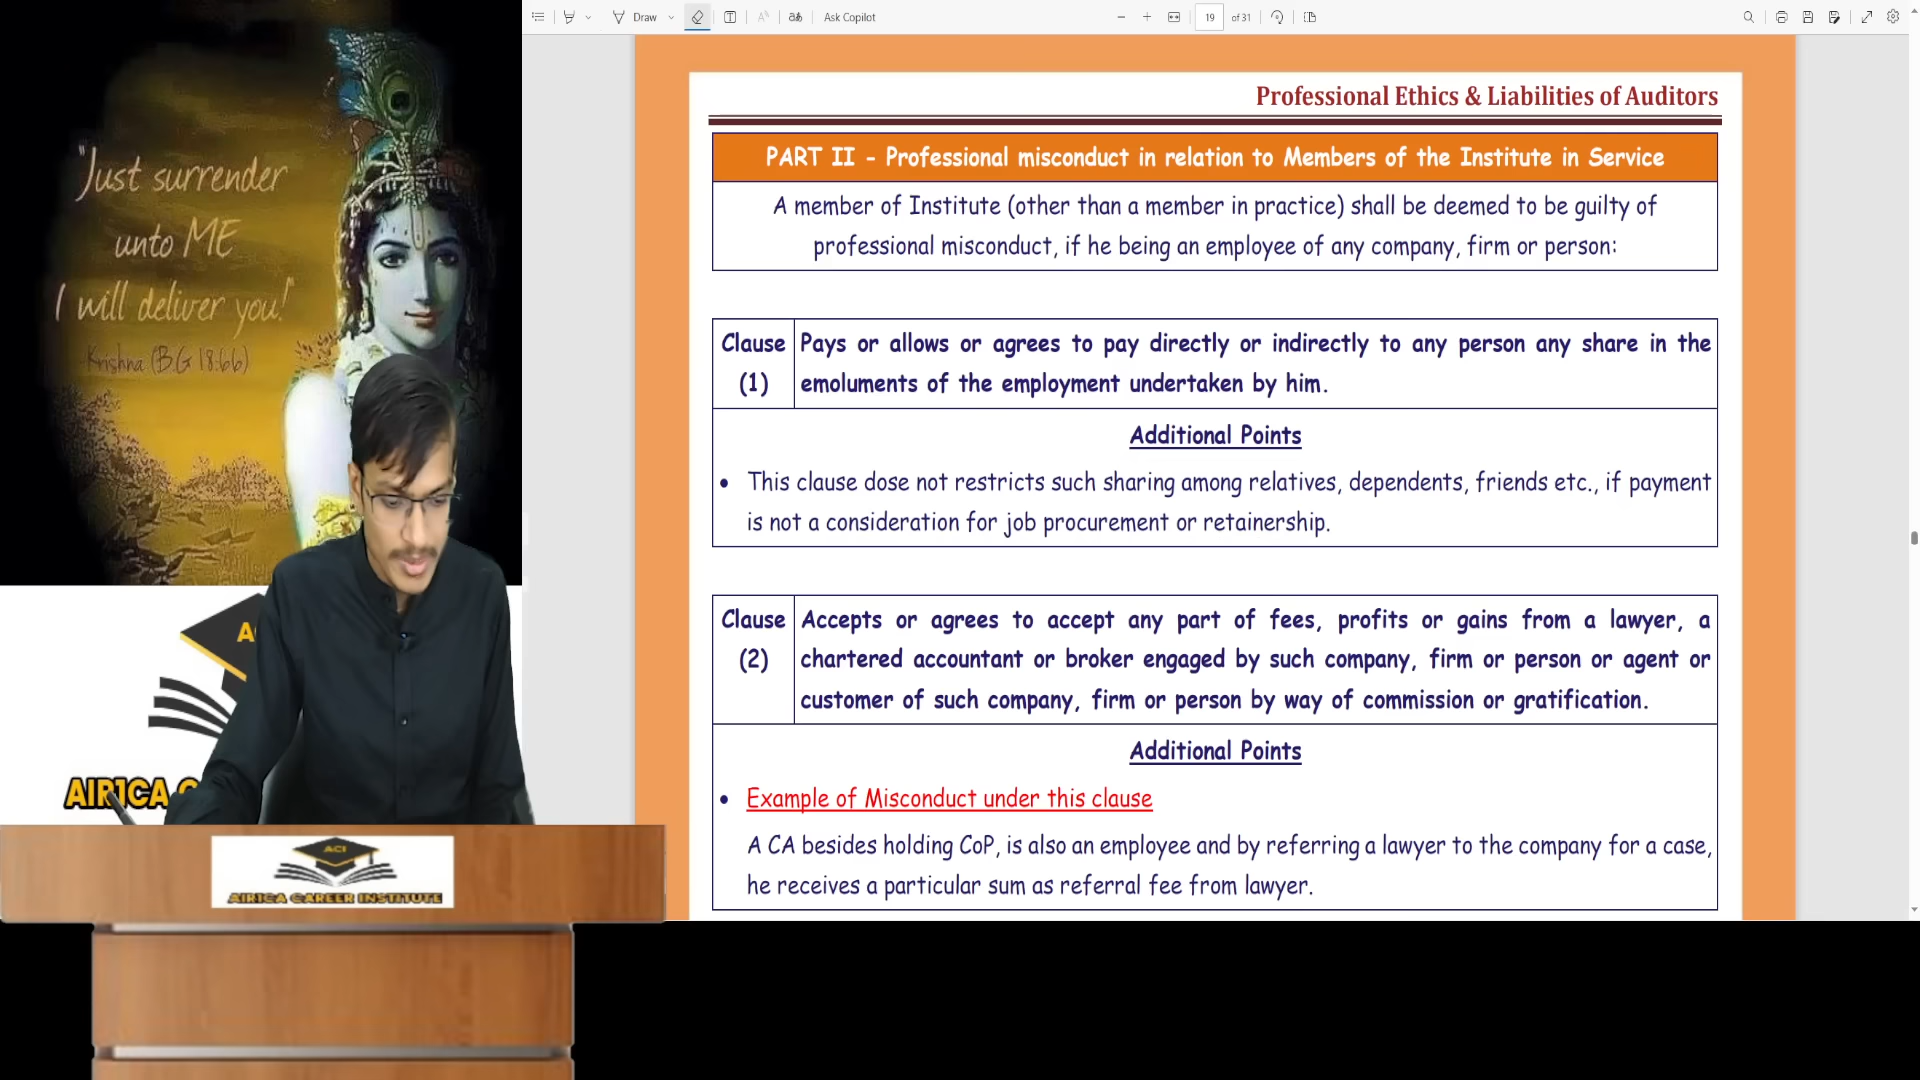 "Just surrender
unto ME
I will deliver you!"
Krishna (B.G 18:66)
AIR1CA C
ACI
AIR1CA CAREER INSTITUTE
Draw
Ask Copilot
19
of 31
Professional Ethics & Liabilities of Auditors
PART II - Professional misconduct in relation to Members of the Institute in Service
A member of Institute (other than a member in practice) shall be deemed to be guilty of
professional misconduct, if he being an employee of any company, firm or person:
Clause
(1)
Pays or allows or agrees to pay directly or indirectly to any person any share in the
emoluments of the employment undertaken by him.
Additional Points
• This clause dose not restricts such sharing among relatives, dependents, friends etc., if payment
is not a consideration for job procurement or retainership.
Clause
(2)
Accepts or agrees to accept any part of fees, profits or gains from a lawyer, a
chartered accountant or broker engaged by such company, firm or person or agent or
customer of such company, firm or person by way of commission or gratification.
Additional Points
• Example of Misconduct under this clause
A CA besides holding CoP, is also an employee and by referring a lawyer to the company for a case,
he receives a particular sum as referral fee from lawyer.